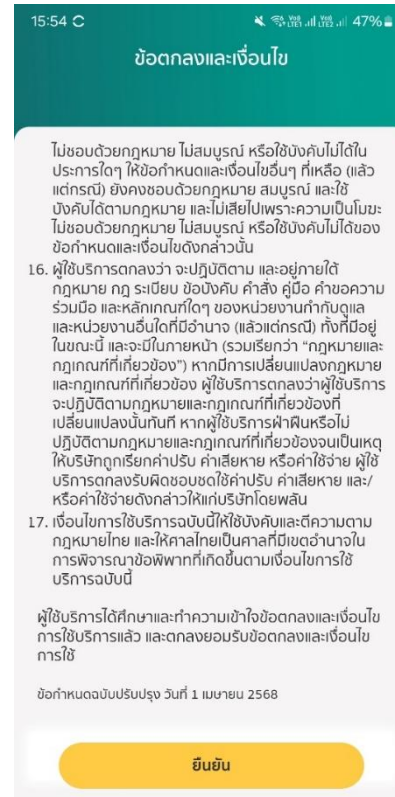 15:54
47%
ข้อตกลงและเงื่อนไข
ไม่ชอบด้วยกฎหมาย ไม่สมบูรณ์ หรือใช้บังคับไม่ได้ใน
ประการใดๆ ให้ข้อกำหนดและเงื่อนไขอื่นๆ ที่เหลือ (แล้ว
แต่กรณี) ยังคงชอบด้วยกฎหมาย สมบูรณ์ และใช้
บังคับได้ตามกฎหมาย และไม่เสียไปเพราะความเป็นโมฆะ
ไม่ชอบด้วยกฎหมาย ไม่สมบูรณ์ หรือใช้บังคับไม่ได้ของ
ข้อกำหนดและเงื่อนไขดังกล่าวนั้น
16. ผู้ใช้บริการตกลงว่า จะปฏิบัติตาม และอยู่ภายใต้
กฎหมาย กฎ ระเบียบ ข้อบังคับ คำสั่ง คู่มือ คำขอความ
ร่วมมือ และหลักเกณฑ์ใดๆ ของหน่วยงานกำกับดูแล
และหน่วยงานอื่นใดที่มีอำนาจ (แล้วแต่กรณี) ทั้งที่มีอยู่
ในขณะนี้ และจะมีในภายหน้า (รวมเรียกว่า “กฎหมายและ
กฎเกณฑ์ที่เกี่ยวข้อง”) หากมีการเปลี่ยนแปลงกฎหมาย
และกฎเกณฑ์ที่เกี่ยวข้อง ผู้ใช้บริการตกลงว่าผู้ใช้บริการ
จะปฏิบัติตามกฎหมายและกฎเกณฑ์ที่เกี่ยวข้องที่
เปลี่ยนแปลงนั้นทันที หากผู้ใช้บริการฝ่าฝืนหรือไม่
ปฏิบัติตามกฎหมายและกฎเกณฑ์ที่เกี่ยวข้องจนเป็นเหตุ
ให้บริษัทถูกเรียกค่าปรับ ค่าเสียหาย หรือค่าใช้จ่าย ผู้ใช้
บริการตกลงรับผิดชอบชดใช้ค่าปรับ ค่าเสียหาย และ/
หรือค่าใช้จ่ายดังกล่าวให้แก่บริษัทโดยพลัน
17. เงื่อนไขการใช้บริการฉบับนี้ให้ใช้บังคับและตีความตาม
กฎหมายไทย และให้ศาลไทยเป็นศาลที่มีเขตอำนาจใน
การพิจารณาข้อพิพาทที่เกิดขึ้นตามเงื่อนไขการใช้
บริการฉบับนี้
ผู้ใช้บริการได้ศึกษาและทำความเข้าใจข้อตกลงและเงื่อนไข
การใช้บริการแล้ว และตกลงยอมรับข้อตกลงและเงื่อนไข
การใช้
ข้อกำหนดฉบับปรับปรุง วันที่ 1 เมษายน 2568
ยืนยัน